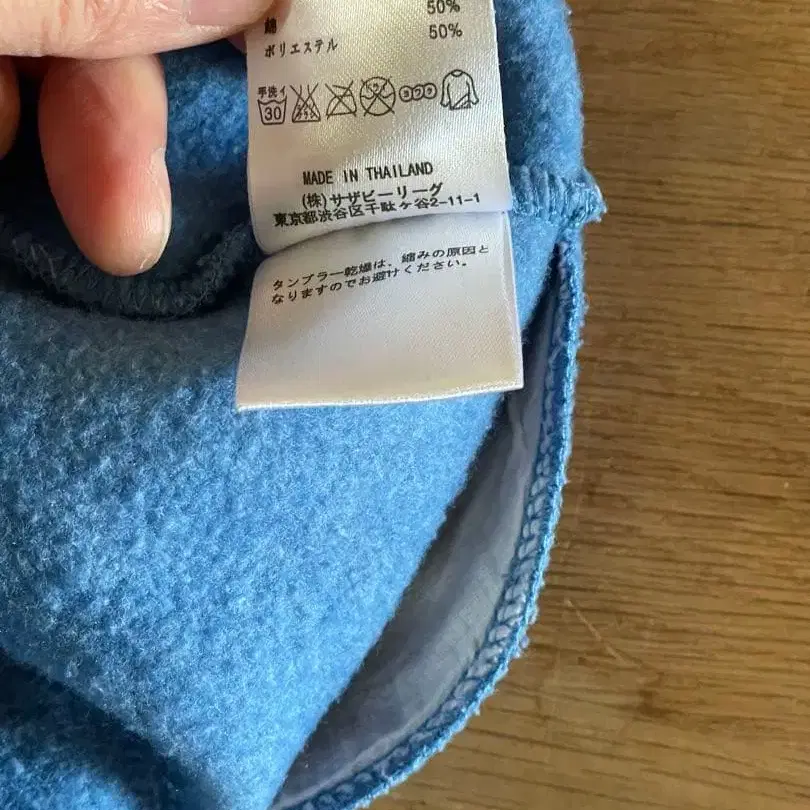 50%
綿
50%
ポリエステル
手洗イ
30
ヨワク
MADE IN THAILAND
(株)サザビーリーグ
東京都渋谷区千駄ケ谷2-11-1
タンブラー乾燥は、縮みの原因と
なりますのでお避けください。